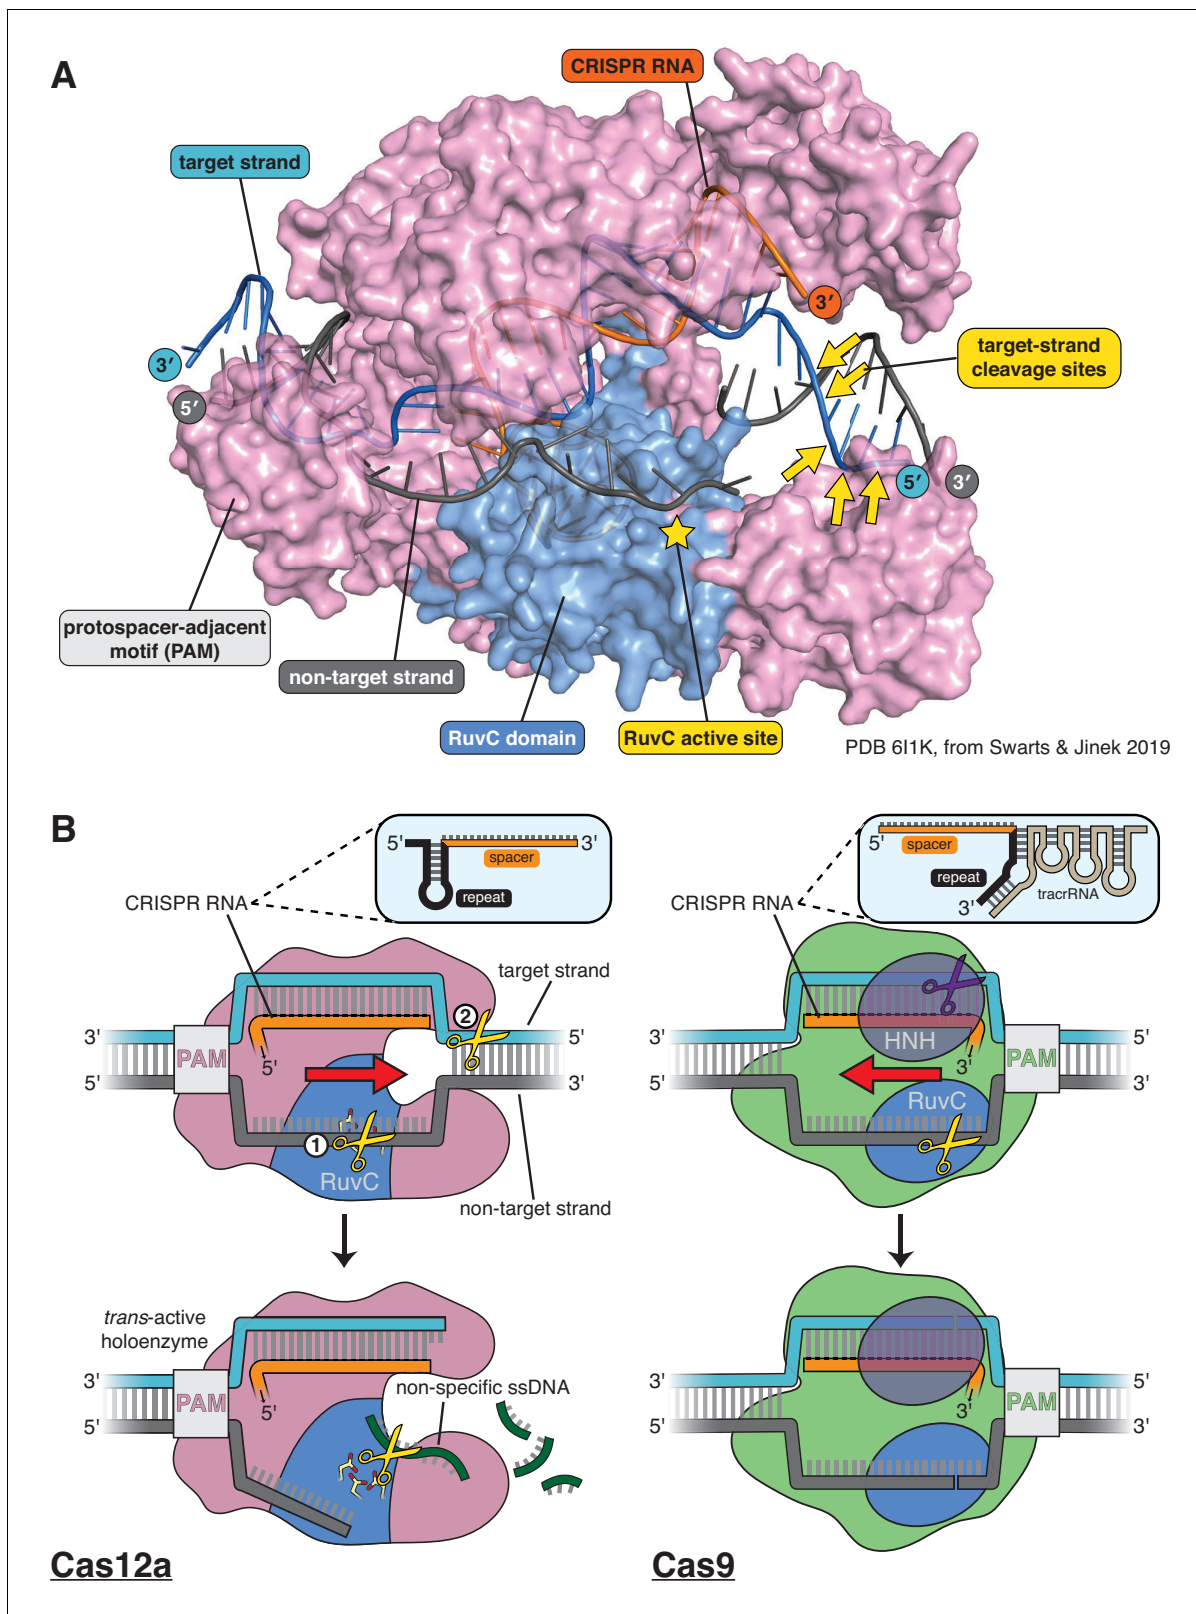 A
CRISPR RNA
target strand
3′
3′
5′
target-strand
cleavage sites
5′
3′
protospacer-adjacent
motif (PAM)
non-target strand
RuvC domain
RuvC active site
PDB 6I1K, from Swarts & Jinek 2019
B
5'
3'
spacer
repeat
CRISPR RNA
target strand
2
3'
5'
PAM
5'
5'
3'
1
RuvC
non-target strand
5'
spacer
repeat
tracrRNA
3'
CRISPR RNA
HNH
3'
5'
PAM
3'
5'
3'
RuvC
trans-active
holoenzyme
non-specific ssDNA
3'
PAM
5'
5'
3'
5'
PAM
3'
5'
3'
Cas12a
Cas9